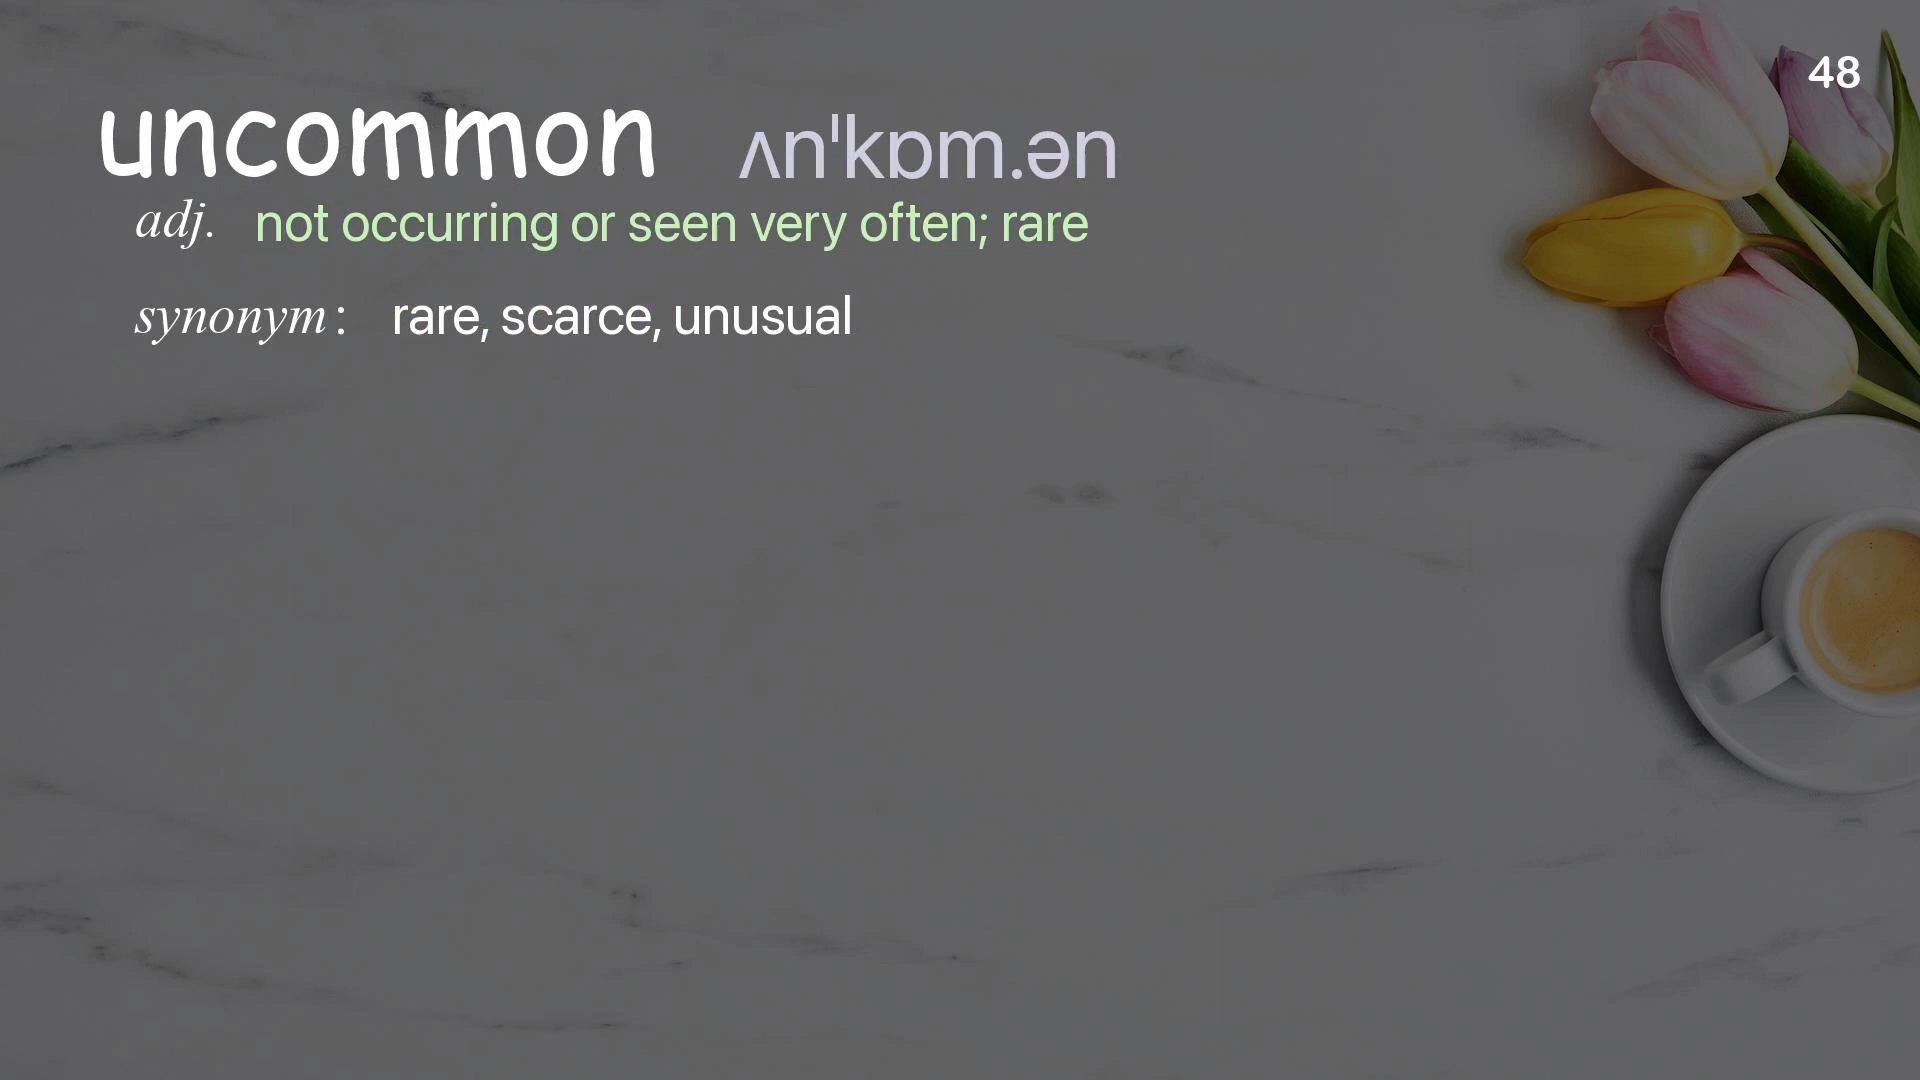 48
uncommon ʌnˈkɒm.ən
adj. not occurring or seen very often; rare
synonym: rare, scarce, unusual